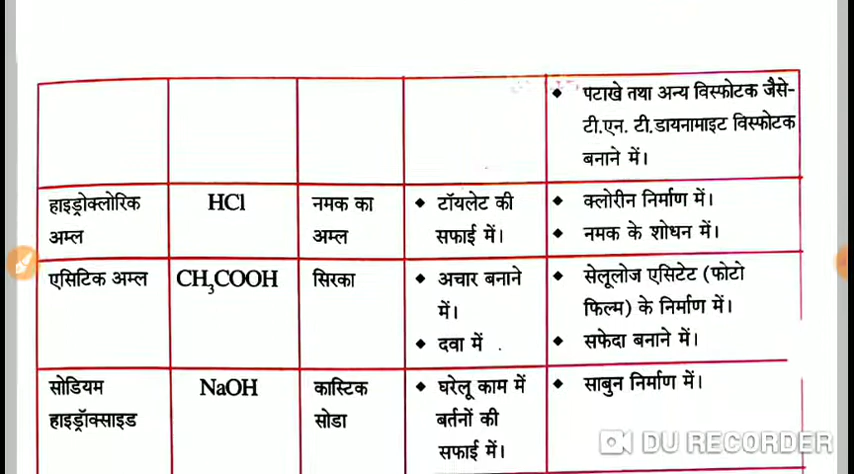 ◆ पटाखे तथा अन्य विस्फोटक जैसे-
टी.एन. टी.डायनामाइट विस्फोटक
बनाने में।
हाइड्रोक्लोरिक
अम्ल
HCl
नमक का
अम्ल
◆ टॉयलेट की
सफाई में।
◆ क्लोरीन निर्माण में।
◆ नमक के शोधन में।
एसिटिक अम्ल
CH₃COOH
सिरका
◆ अचार बनाने
में।
◆ दवा में .
◆ सेलूलोज एसिटेट (फोटो
फिल्म) के निर्माण में।
◆ सफेदा बनाने में।
सोडियम
हाइड्रॉक्साइड
NaOH
कास्टिक
सोडा
◆ घरेलू काम में
बर्तनों की
सफाई में।
◆ साबुन निर्माण में।
DU RECORDER